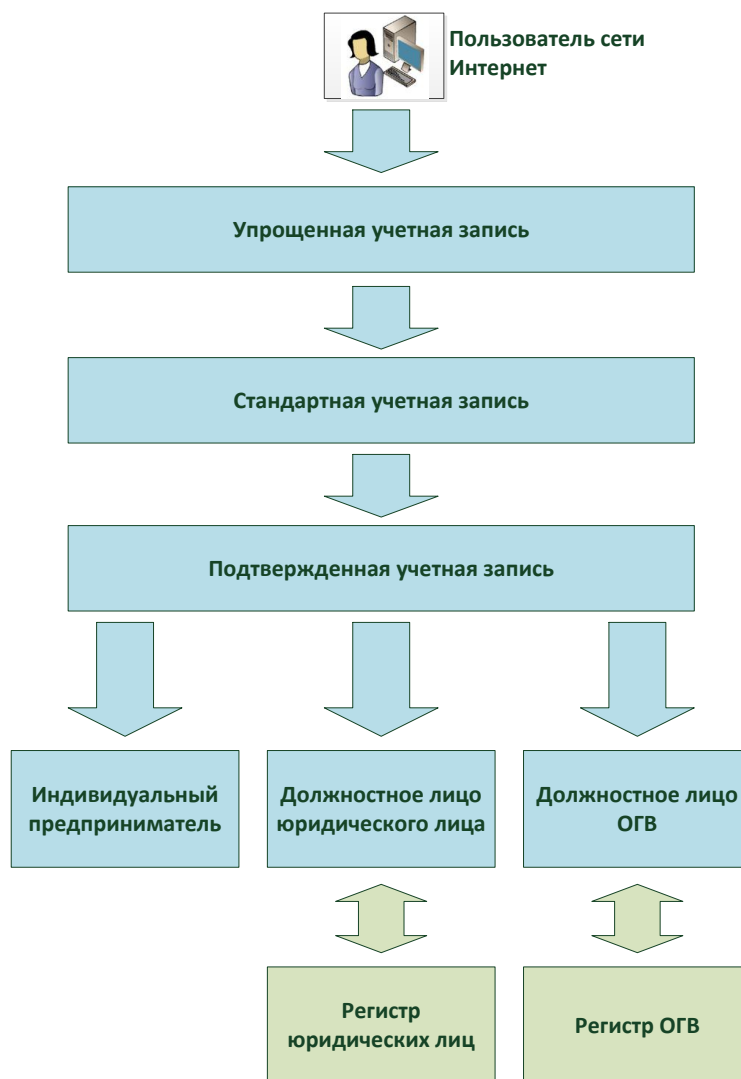 Пользователь сети
Интернет
Упрощенная учетная запись
Стандартная учетная запись
Подтвержденная учетная запись
Индивидуальный
предприниматель
Должностное лицо
юридического лица
Должностное лицо
ОГВ
Регистр
юридических лиц
Регистр ОГВ